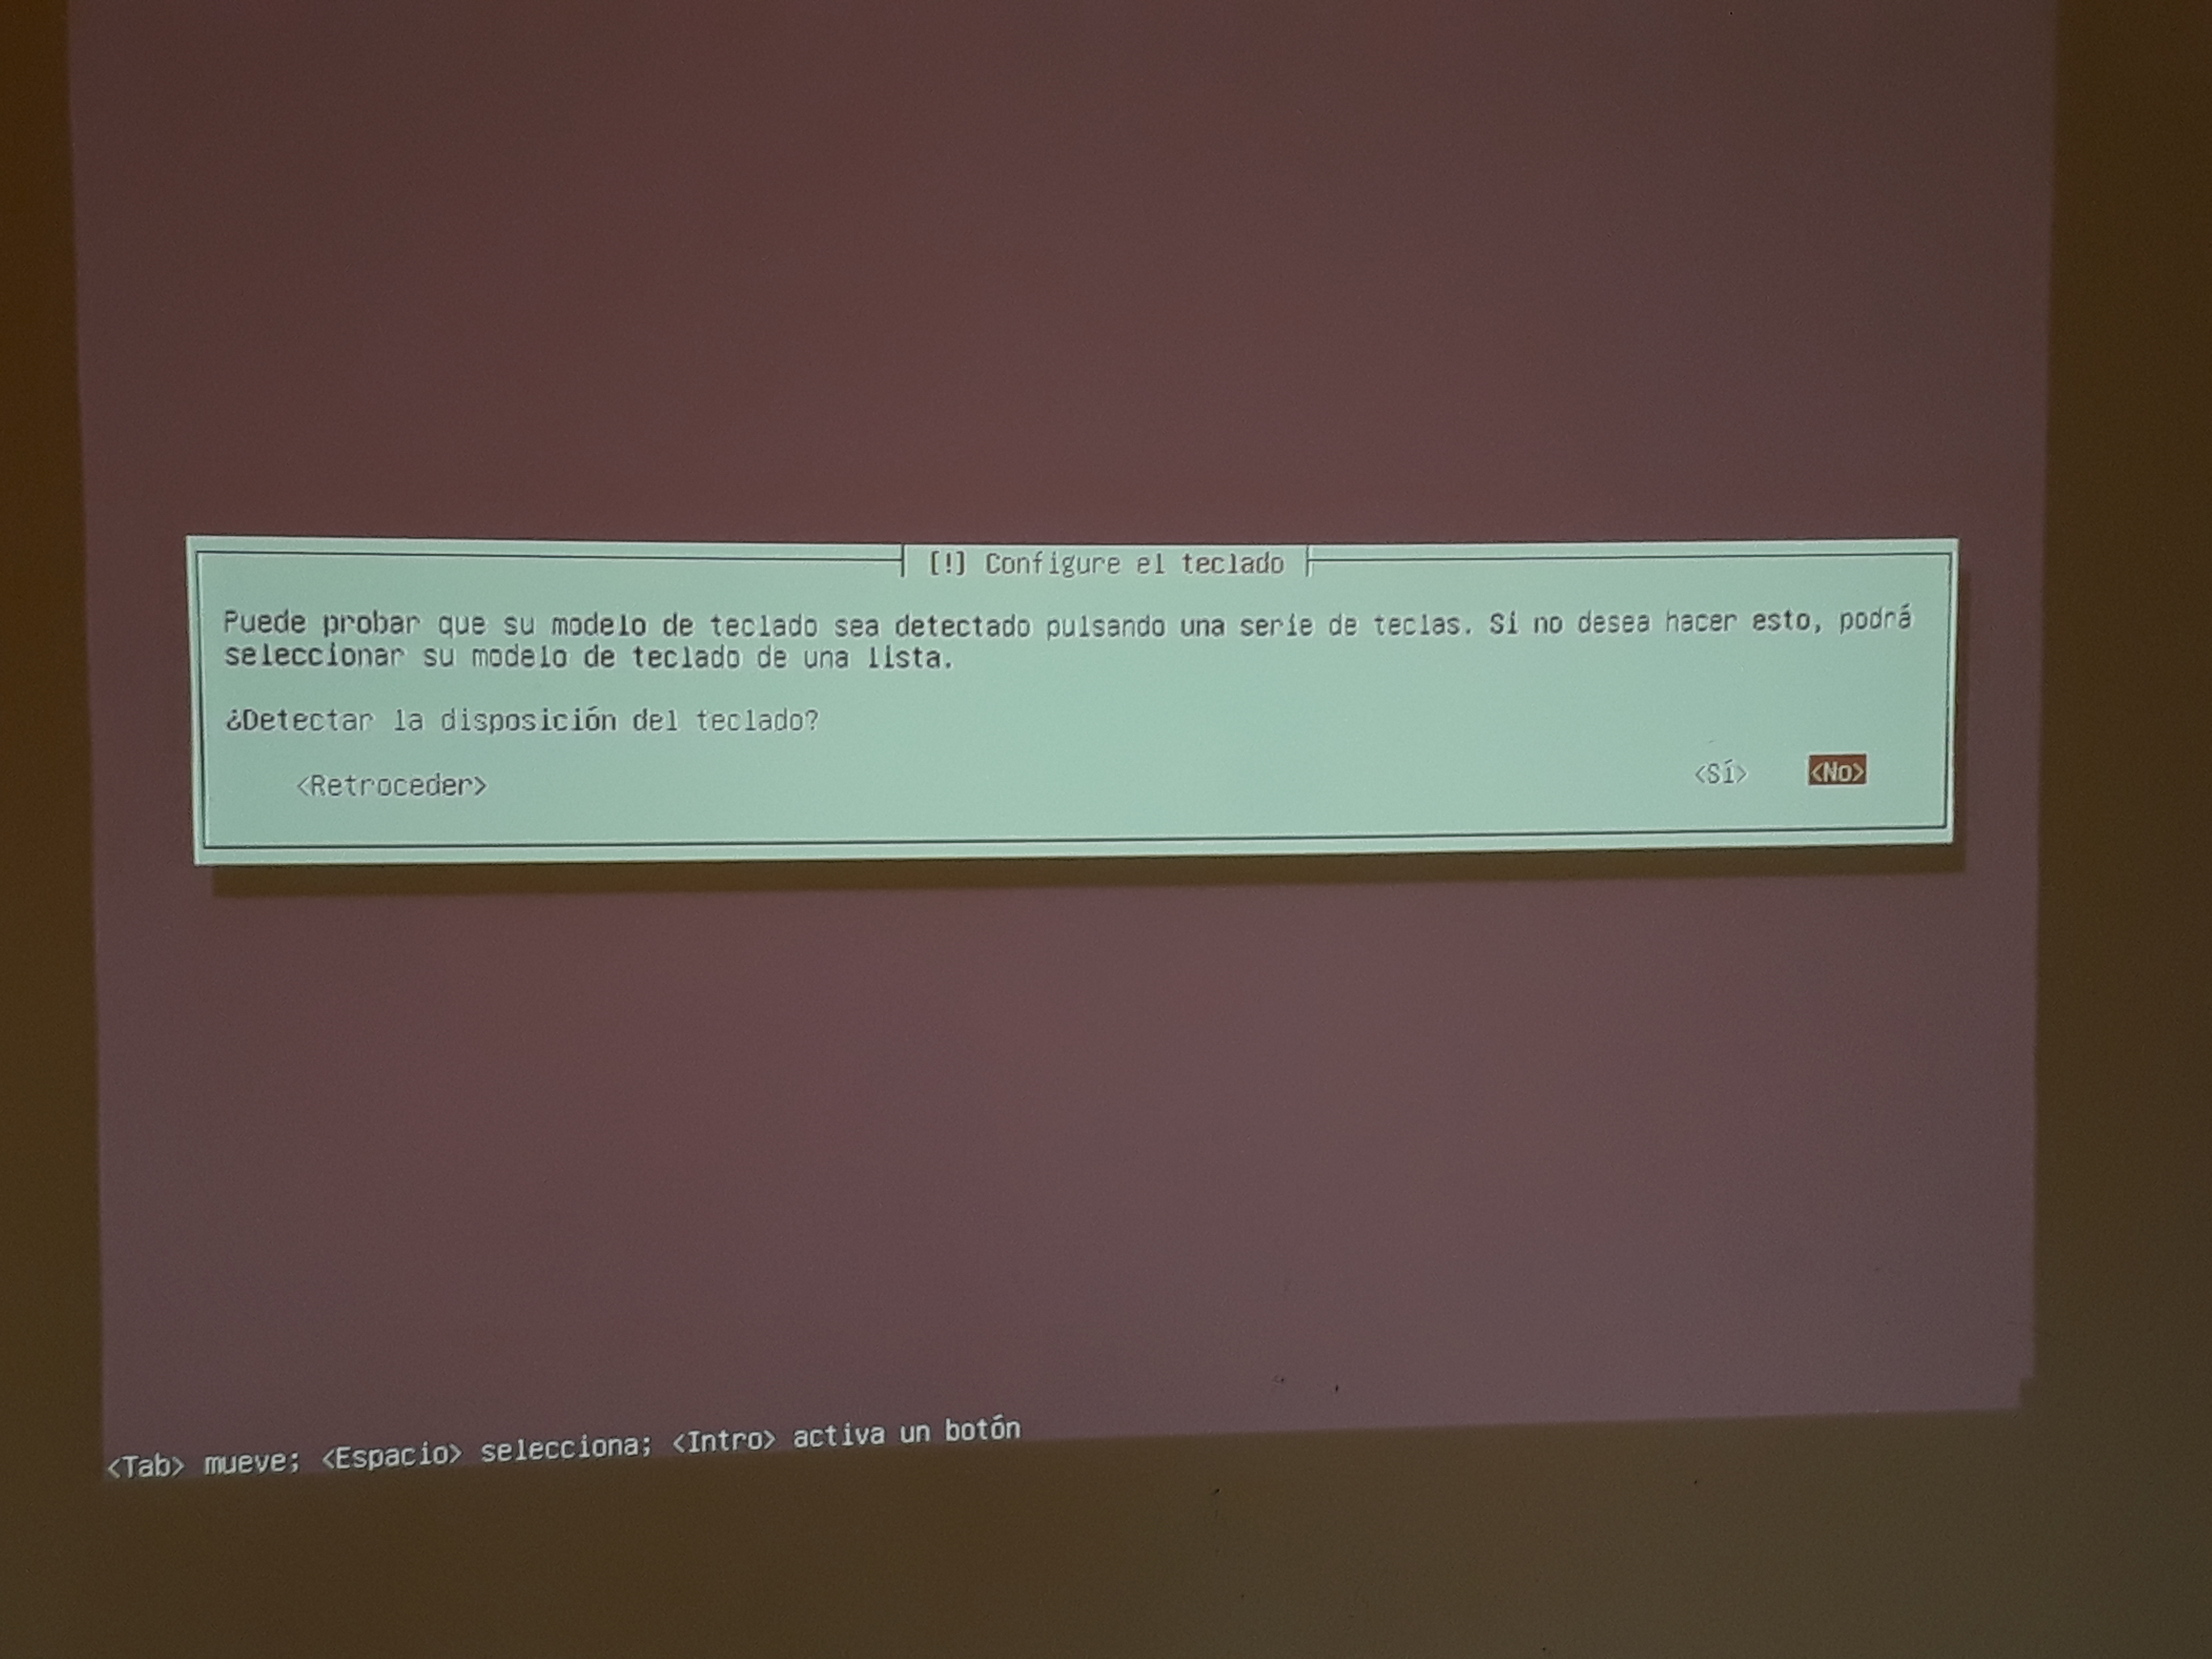 [!] Configure el teclado
Puede probar que su modelo de teclado sea detectado pulsando una serie de teclas. Si no desea hacer esto, podrá
seleccionar su modelo de teclado de una lista.
¿Detectar la disposición del teclado?
<Retroceder> <Sí> <No>
<Tab> mueve; <Espacio> selecciona; <Intro> activa un botón